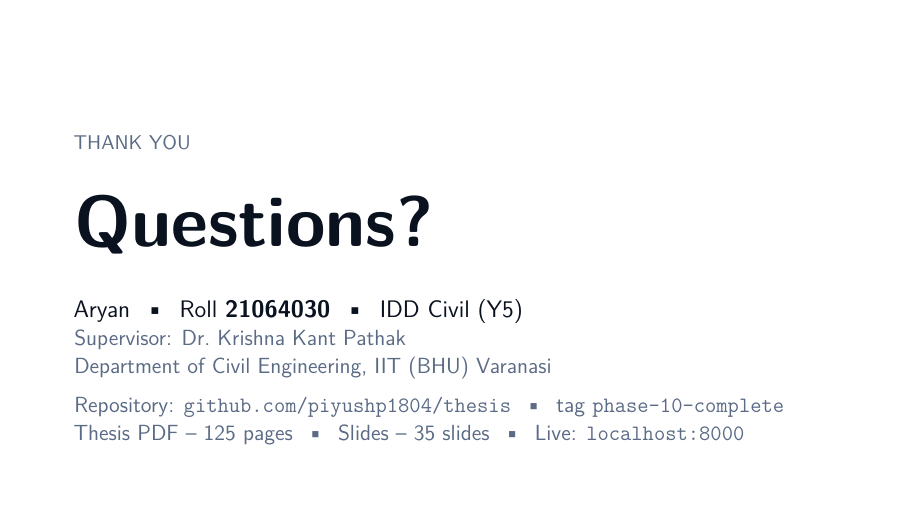 THANK YOU
Questions?
Aryan ▪ Roll 21064030 ▪ IDD Civil (Y5)
Supervisor: Dr. Krishna Kant Pathak
Department of Civil Engineering, IIT (BHU) Varanasi
Repository: github.com/piyushp1804/thesis ▪ tag phase-10-complete
Thesis PDF – 125 pages ▪ Slides – 35 slides ▪ Live: localhost:8000